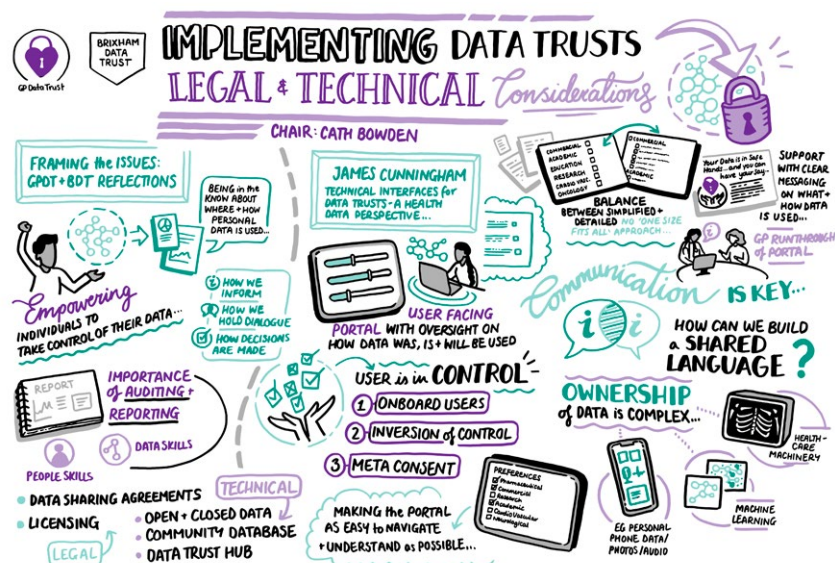 GP Data Trust
BRIXHAM
DATA
TRUST
IMPLEMENTING DATA TRUSTS
LEGAL & TECHNICAL Considerations
CHAIR: CATH BOWDEN
FRAMING the ISSUES:
GPDT + BDT REFLECTIONS
BEING in the
KNOW ABOUT
WHERE + HOW
PERSONAL
DATA IS USED...
Empowering
INDIVIDUALS TO
TAKE CONTROL OF THEIR DATA...
HOW WE
INFORM
HOW WE
HOLD DIALOGUE
HOW DECISIONS
ARE MADE
REPORT
IMPORTANCE
of AUDITING +
REPORTING
PEOPLE SKILLS
DATA SKILLS
DATA SHARING AGREEMENTS
LICENSING
LEGAL
TECHNICAL
OPEN + CLOSED DATA
COMMUNITY DATABASE
DATA TRUST HUB
JAMES CUNNINGHAM
TECHNICAL INTERFACES for
DATA TRUSTS - A HEALTH
DATA PERSPECTIVE...
USER FACING
PORTAL WITH OVERSIGHT ON
HOW DATA WAS, IS + WILL BE USED
USER is in CONTROL
1 ONBOARD USERS
2 INVERSION of CONTROL
3 META CONSENT
MAKING the PORTAL
AS EASY to NAVIGATE
+ UNDERSTAND as POSSIBLE...
PREFERENCES
Pharmaceutical
Commercial
Research
Academic
CardioVascular
Neurological
COMMERCIAL
ACADEMIC
EDUCATION
RESEARCH
CARDIO VASC.
ONCOLOGY
COMMERCIAL
ACADEMIC
BALANCE
BETWEEN SIMPLIFIED +
DETAILED NO 'ONE SIZE
FITS ALL' APPROACH...
Your Data is in Safe
Hands...and you can
have your say...
SUPPORT
WITH CLEAR
MESSAGING
ON WHAT +
HOW DATA
IS USED...
GP RUNTHROUGH
of PORTAL
Communication IS KEY...
i i
HOW CAN WE BUILD
a SHARED
LANGUAGE ?
OWNERSHIP
of DATA IS COMPLEX...
EG PERSONAL
PHONE DATA/
PHOTOS/AUDIO
HEALTH-
CARE
MACHINERY
MACHINE
LEARNING